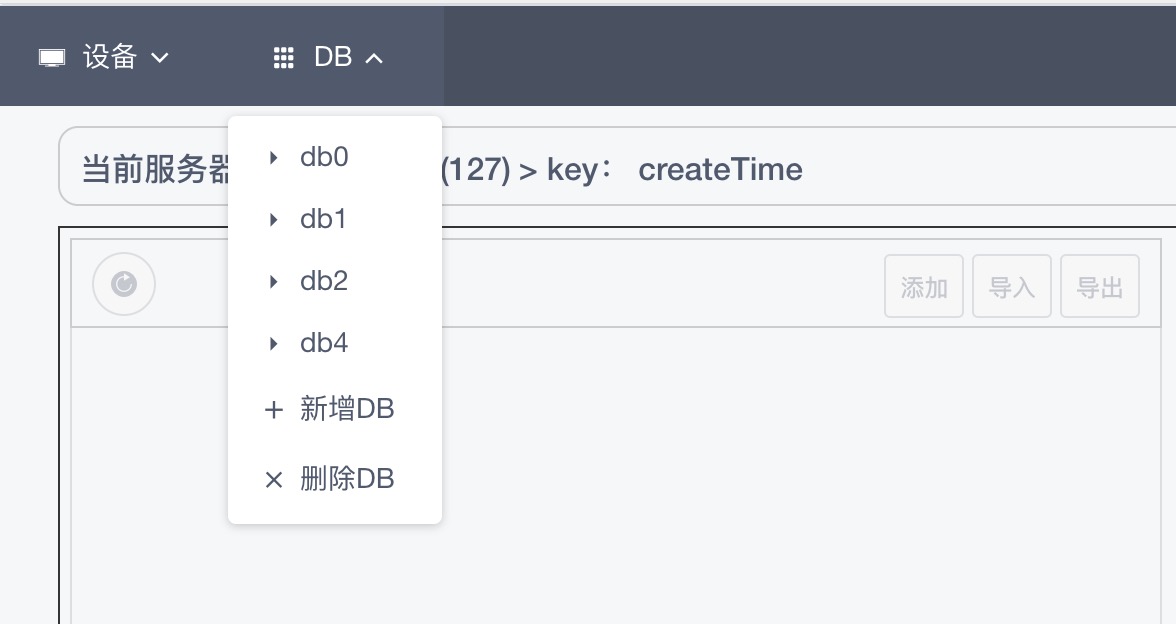 设备 DB
db0
当前服务器 (127) > key： createTime
db1
db2
添加 导入 导出
db4
新增DB
删除DB